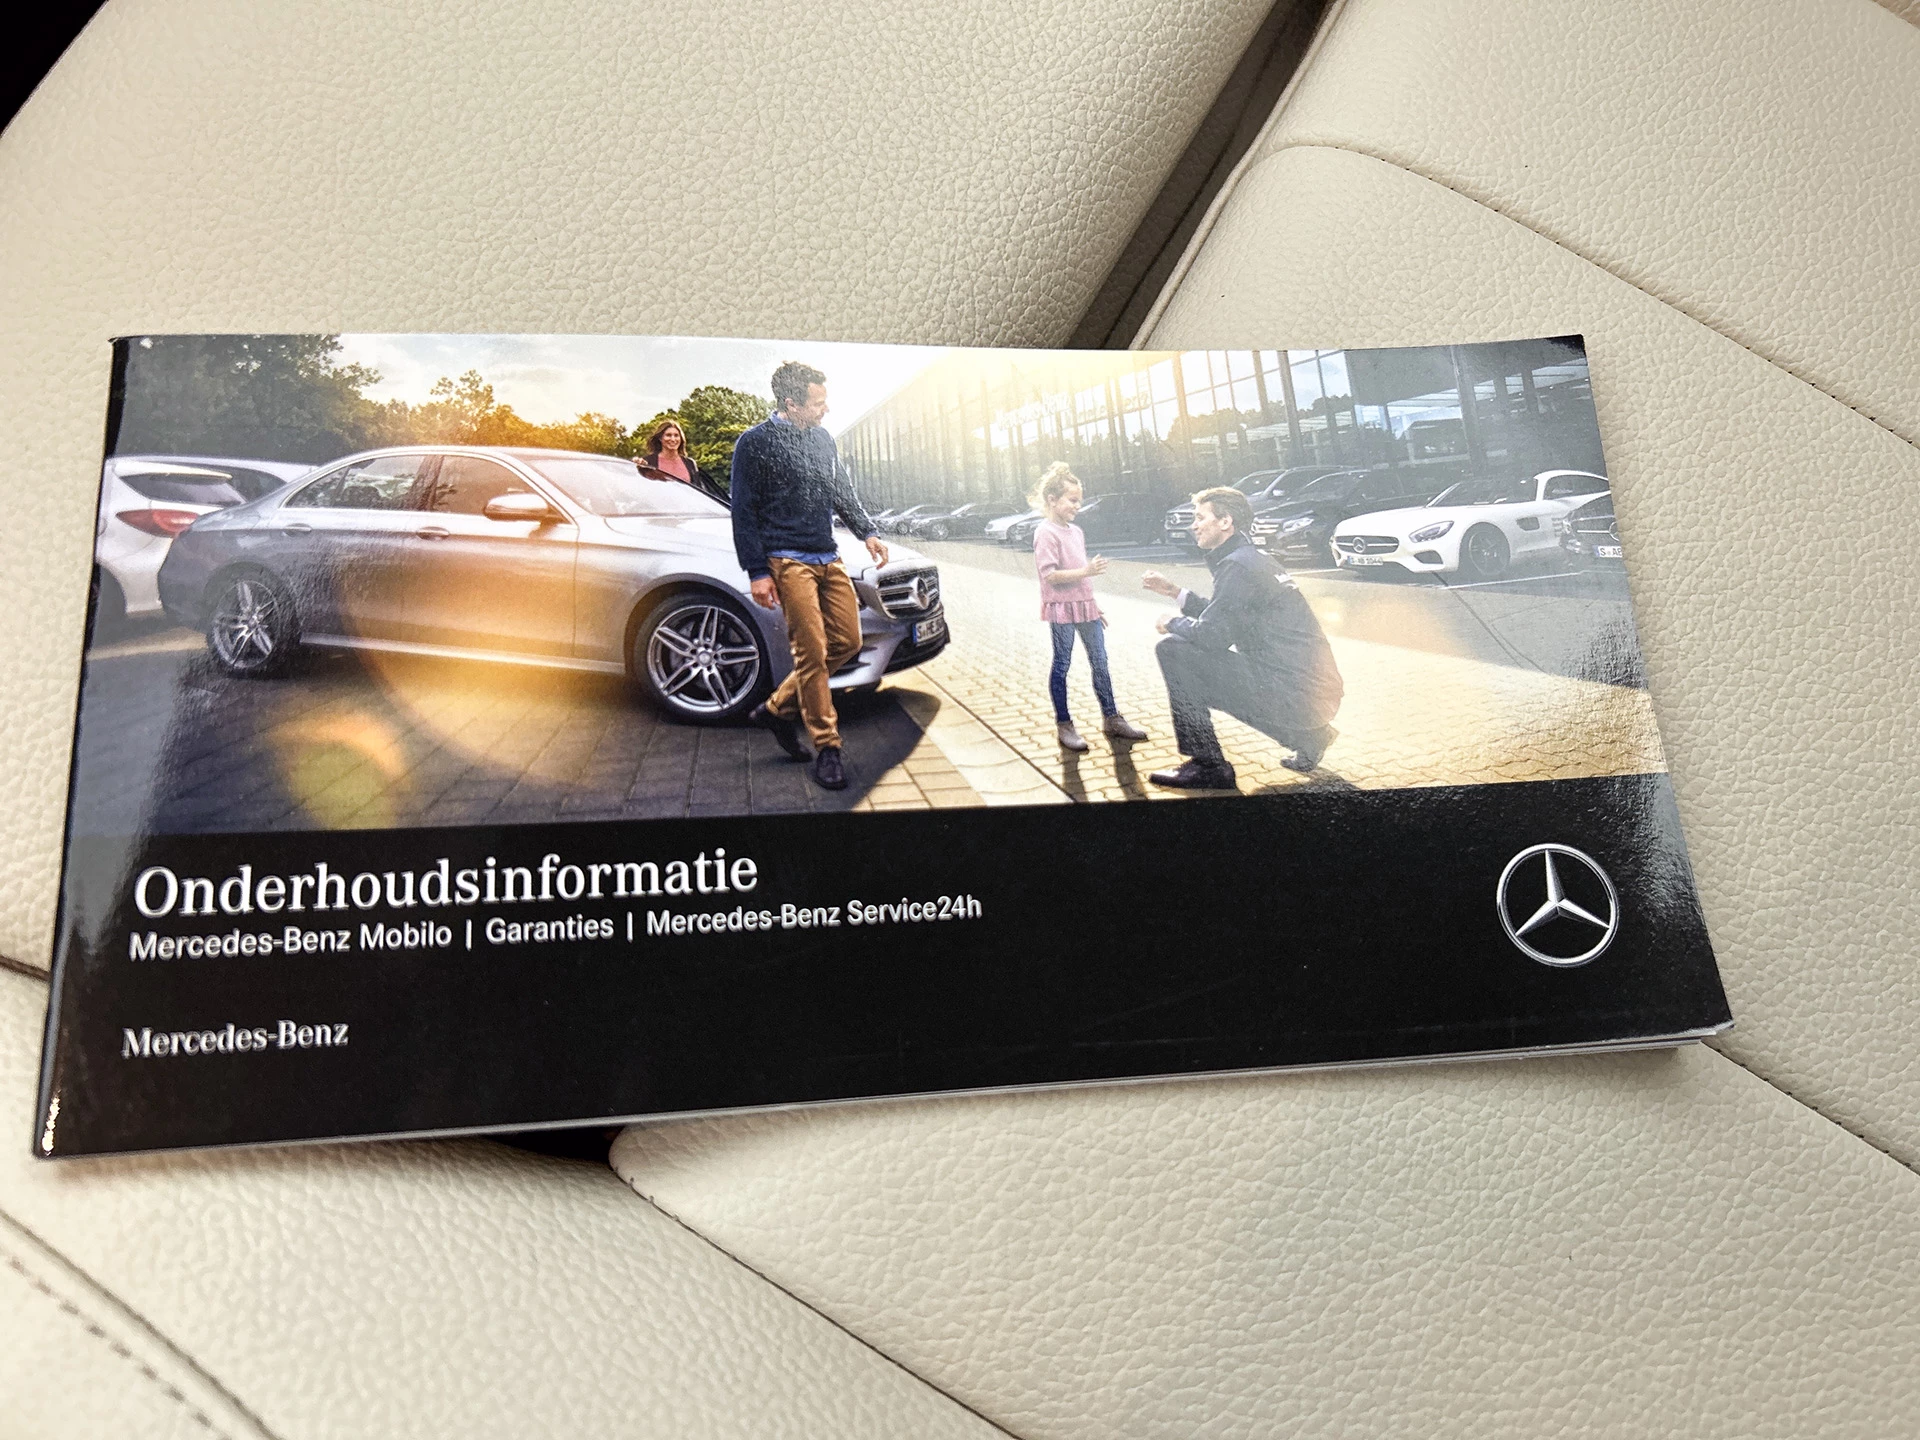 Onderhoudsinformatie
Mercedes-Benz Mobilo | Garanties | Mercedes-Benz Service24h
Mercedes-Benz